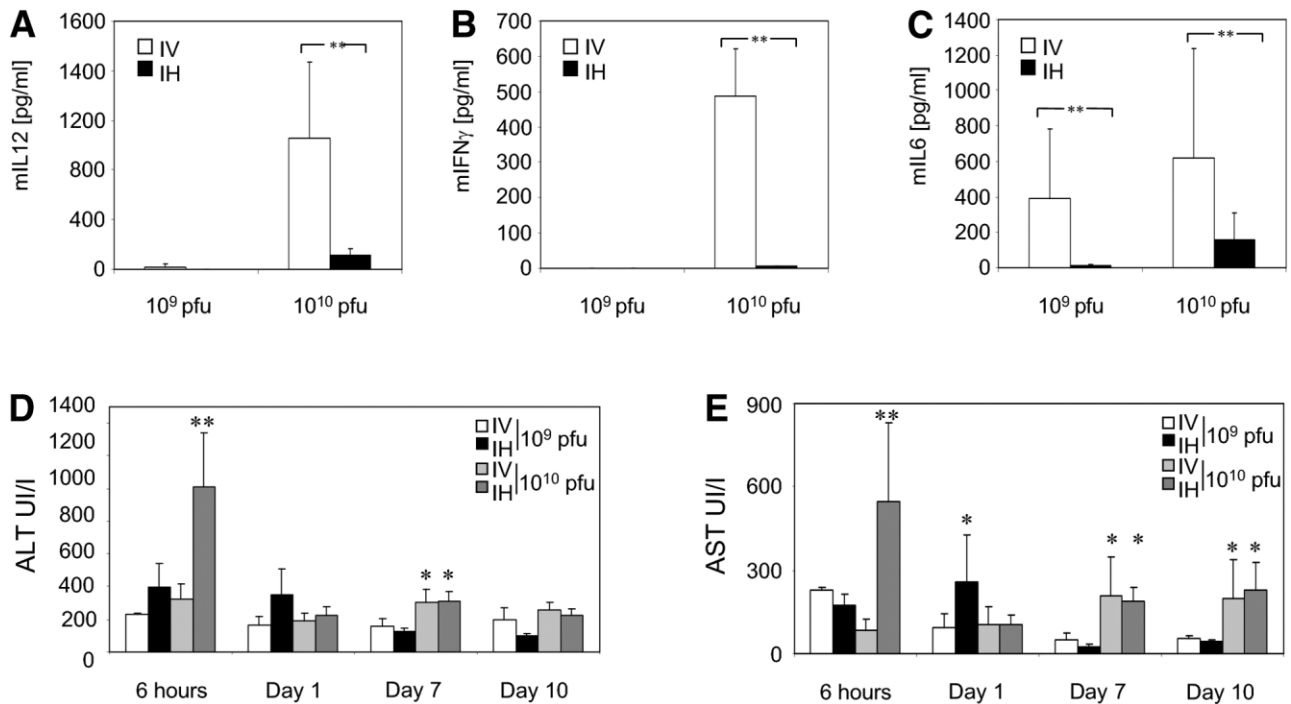 A
mIL12 [pg/ml]
1600
1400
1200
800
400
0
IV
IH
**
10⁹ pfu
10¹⁰ pfu
B
mIFNγ [pg/ml]
700
600
500
400
300
200
100
0
IV
IH
**
10⁹ pfu
10¹⁰ pfu
C
mIL6 [pg/ml]
1400
1200
1000
800
600
400
200
0
IV
IH
**
**
10⁹ pfu
10¹⁰ pfu
D
ALT UI/l
1400
1200
1000
800
600
400
200
0
**
* *
IV
IH
10⁹ pfu
IV
IH
10¹⁰ pfu
6 hours
Day 1
Day 7
Day 10
E
AST UI/l
900
600
300
0
**
*
* *
* *
IV
IH
10⁹ pfu
IV
IH
10¹⁰ pfu
6 hours
Day 1
Day 7
Day 10